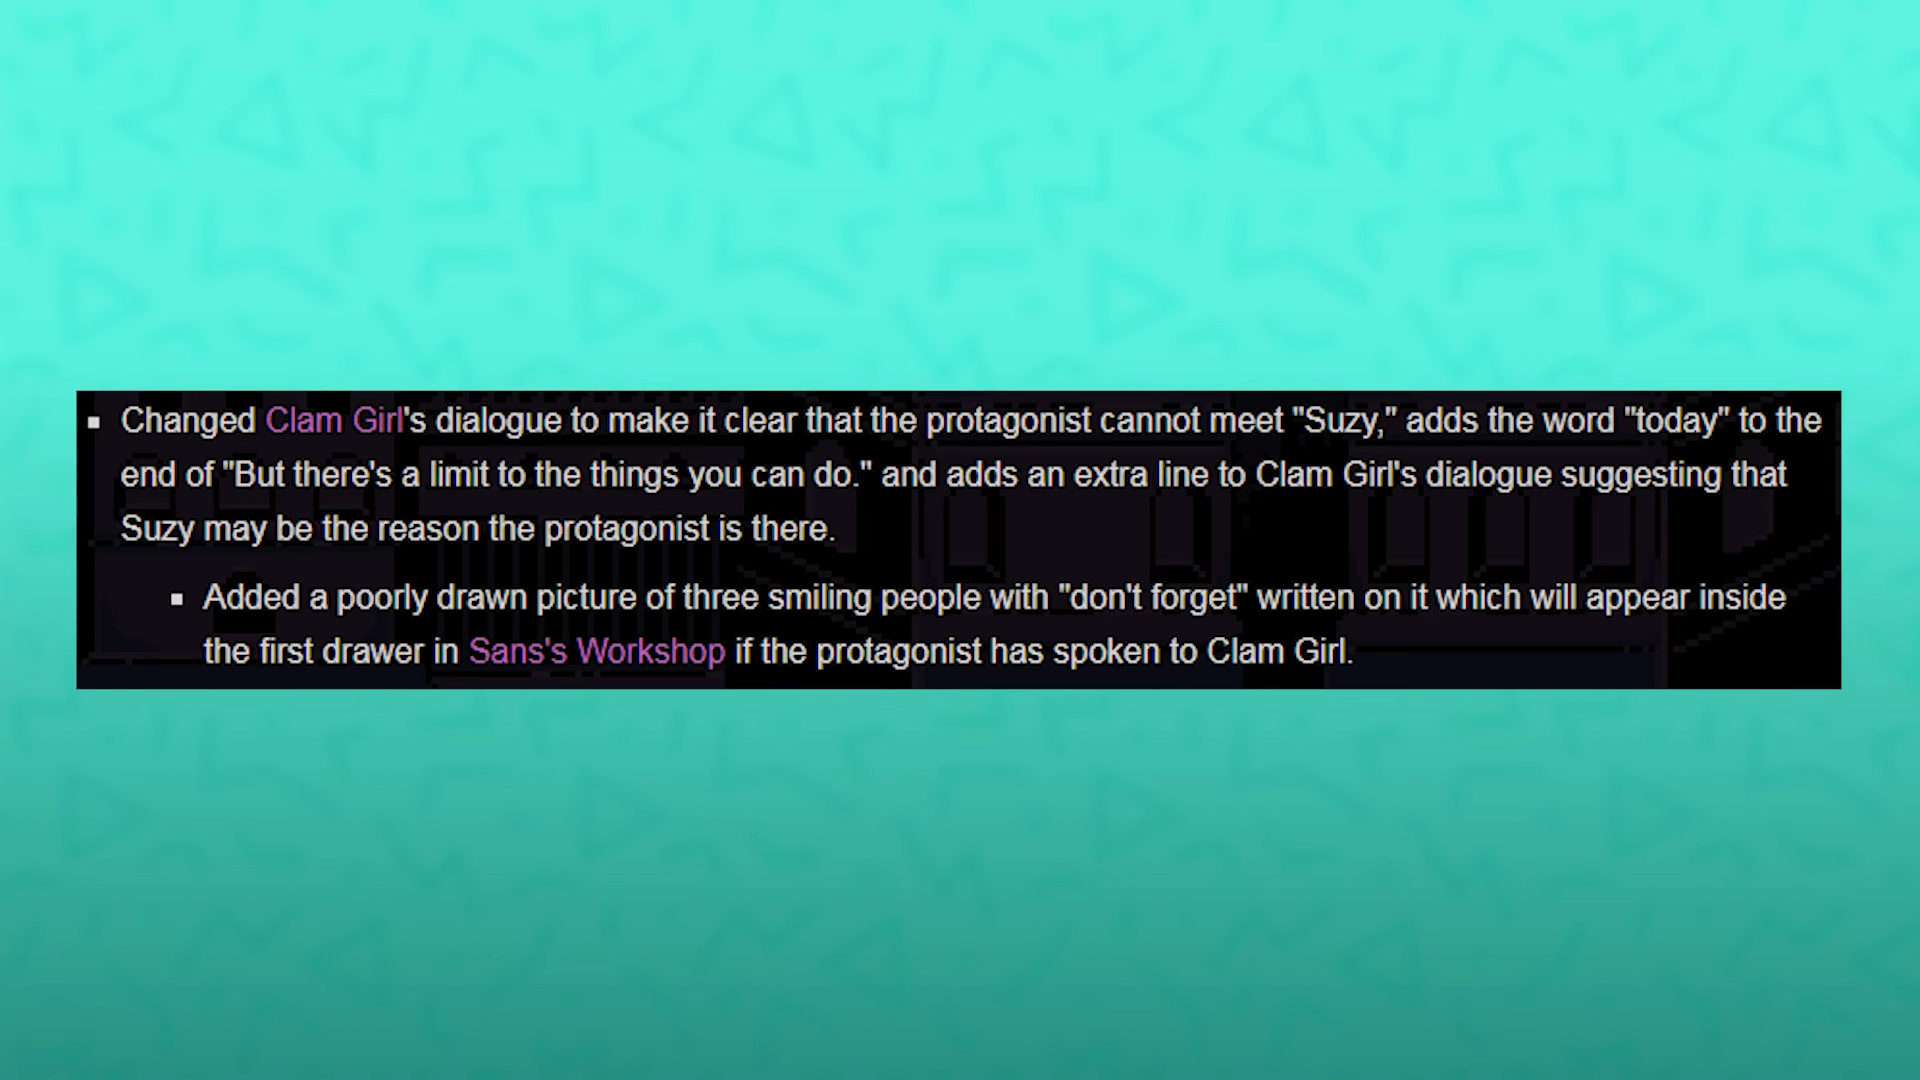 Changed Clam Girl's dialogue to make it clear that the protagonist cannot meet "Suzy," adds the word "today" to the
end of "But there's a limit to the things you can do." and adds an extra line to Clam Girl's dialogue suggesting that
Suzy may be the reason the protagonist is there.
Added a poorly drawn picture of three smiling people with "don't forget" written on it which will appear inside
the first drawer in Sans's Workshop if the protagonist has spoken to Clam Girl.